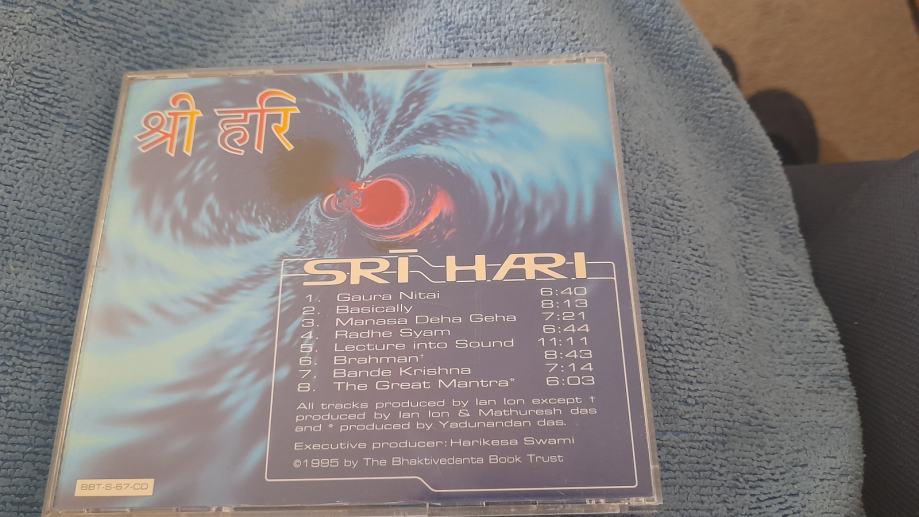 श्री हरि
SRĪ HARI
1. Gaura Nitai 6:40
2. Basically 8:13
3. Manasa Deha Geha 7:21
4. Radhe Syam 6:44
5. Lecture into Sound 11:11
6. Brahman† 8:43
7. Bande Krishna 7:14
8. The Great Mantra* 6:03
All tracks produced by Ian Ion except †
produced by Ian Ion & Mathuresh das
and * produced by Yadunandan das.
Executive producer: Harikesa Swami
©1995 by The Bhaktivedanta Book Trust
BBT-S-67-CD